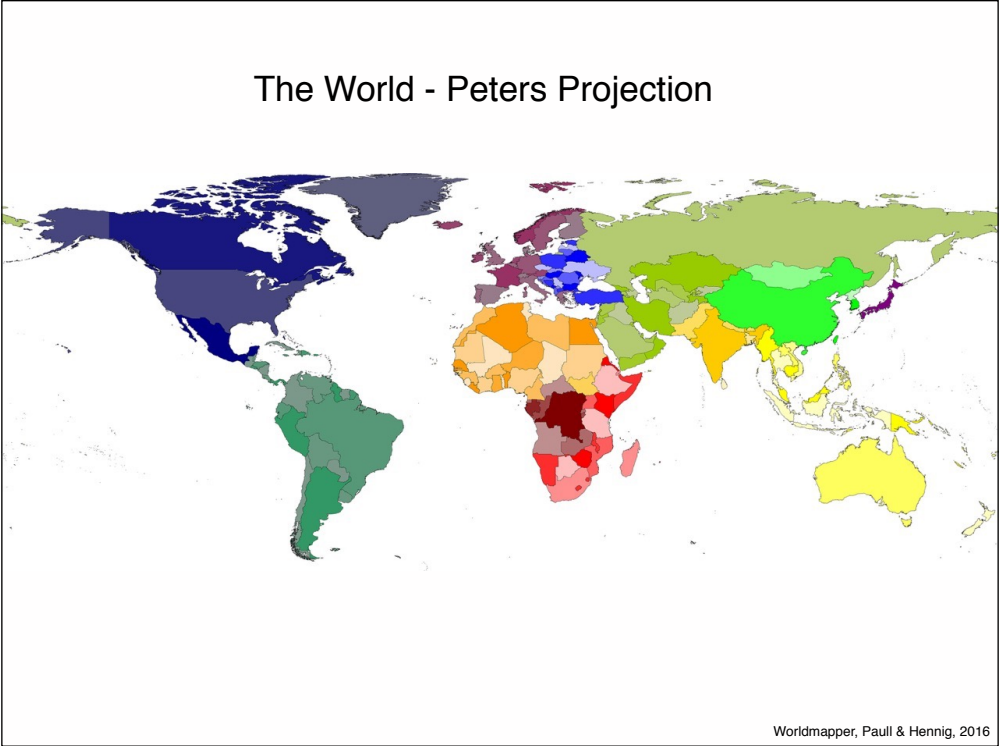 The World - Peters Projection
Worldmapper, Paull & Hennig, 2016